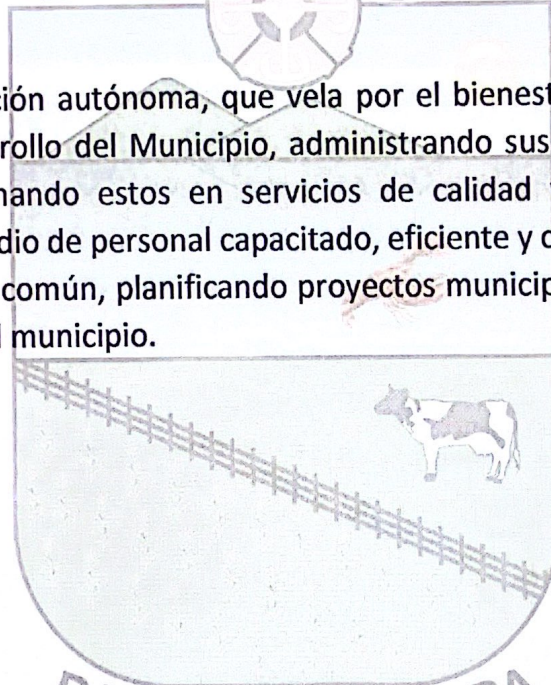 ción autónoma, que vela por el bienest
rollo del Municipio, administrando sus
nando estos en servicios de calidad
dio de personal capacitado, eficiente y
común, planificando proyectos municip
municipio.